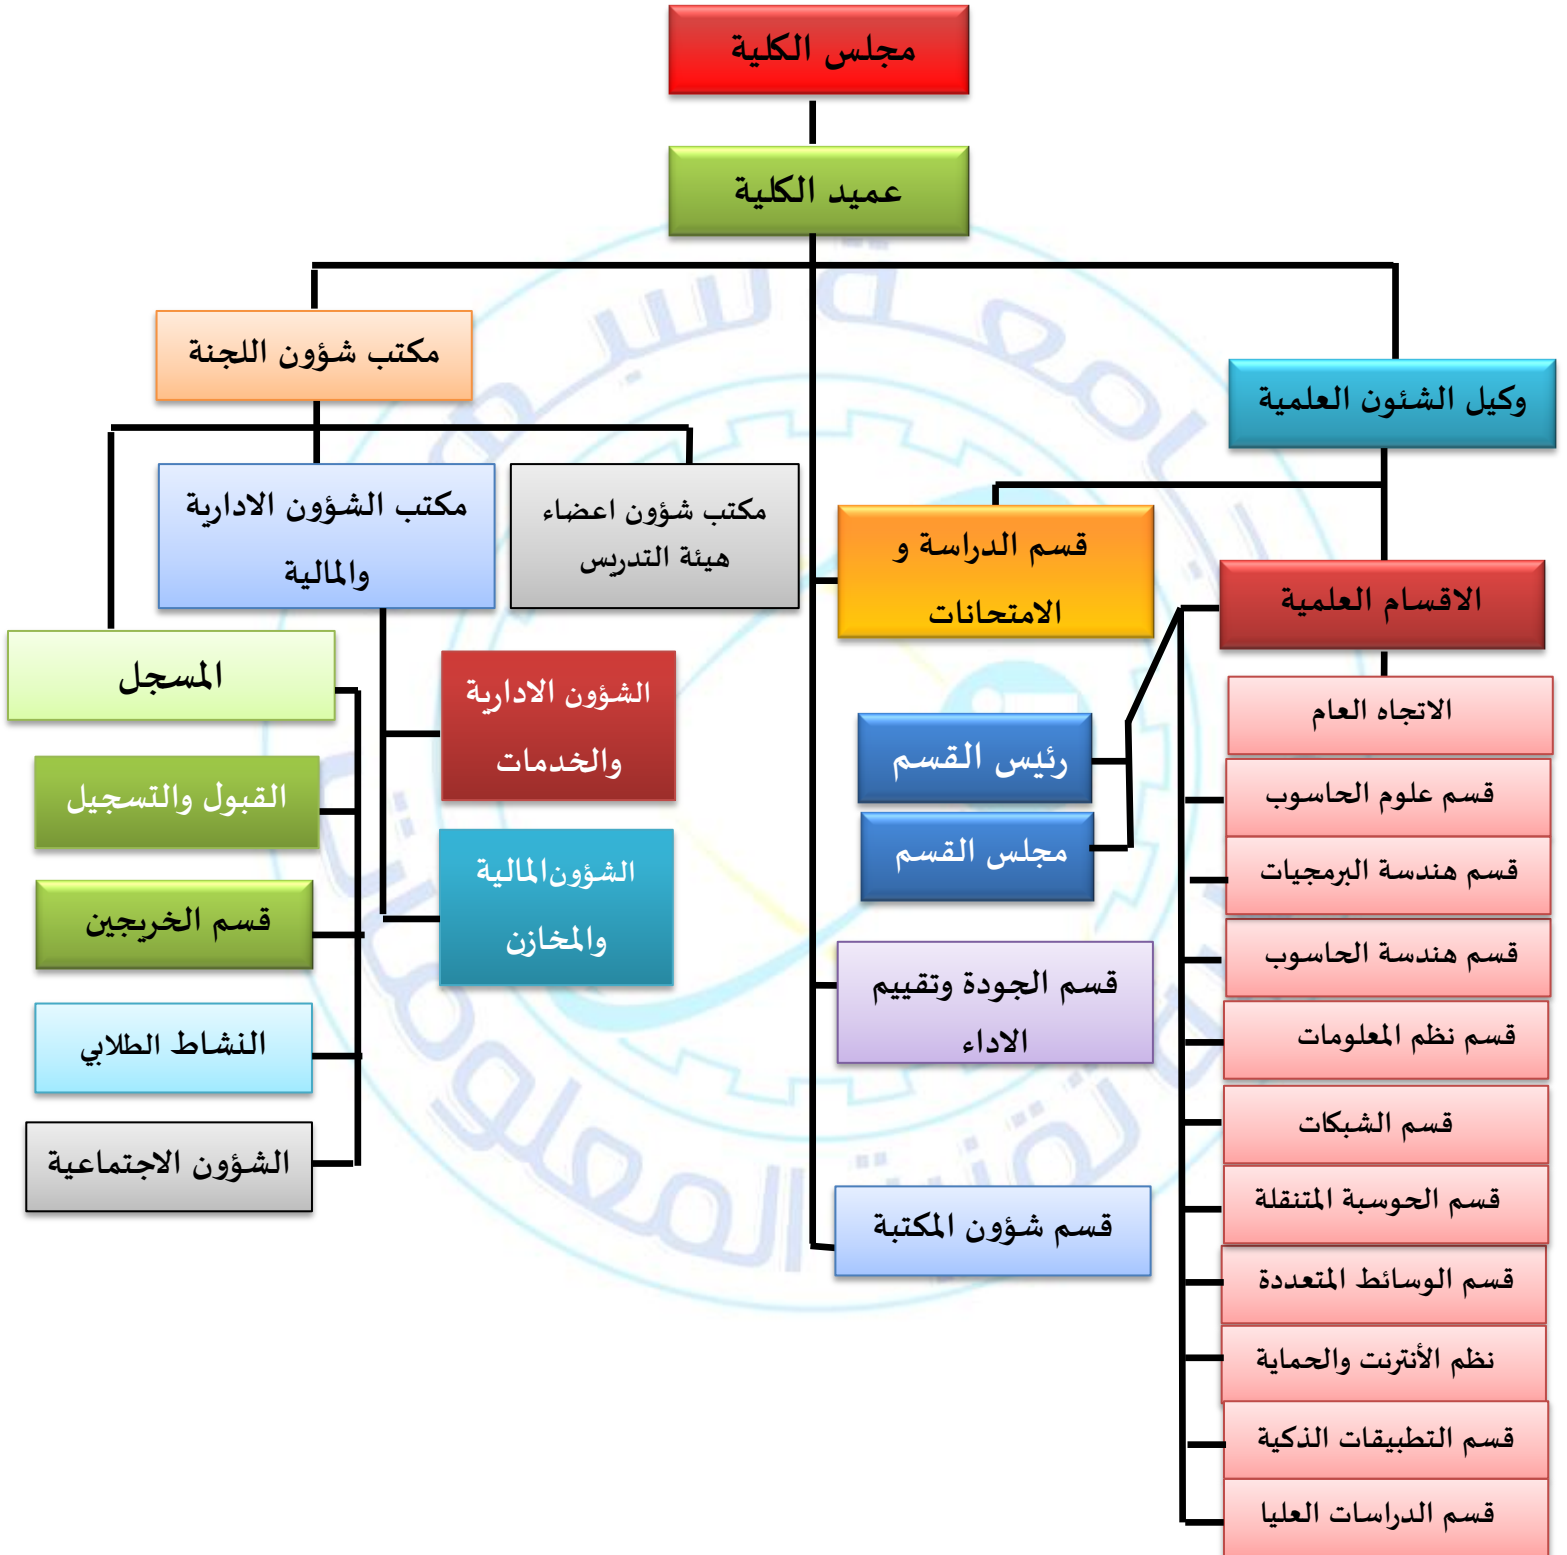 مجلس الكلية
عميد الكلية
مكتب شؤون اللجنة
وكيل الشئون العلمية
مكتب الشؤون الادارية
والمالية
مكتب شؤون اعضاء
هيئة التدريس
قسم الدراسة و
الامتحانات
الاقسام العلمية
المسجل
القبول والتسجيل
قسم الخريجين
النشاط الطلابي
الشؤون الاجتماعية
الشؤون الادارية
والخدمات
الشؤون المالية
والمخازن
رئيس القسم
مجلس القسم
قسم الجودة وتقييم
الاداء
قسم شؤون المكتبة
الاتجاه العام
قسم علوم الحاسوب
قسم هندسة البرمجيات
قسم هندسة الحاسوب
قسم نظم المعلومات
قسم الشبكات
قسم الحوسبة المتنقلة
قسم الوسائط المتعددة
نظم الأنترنت والحماية
قسم التطبيقات الذكية
قسم الدراسات العليا